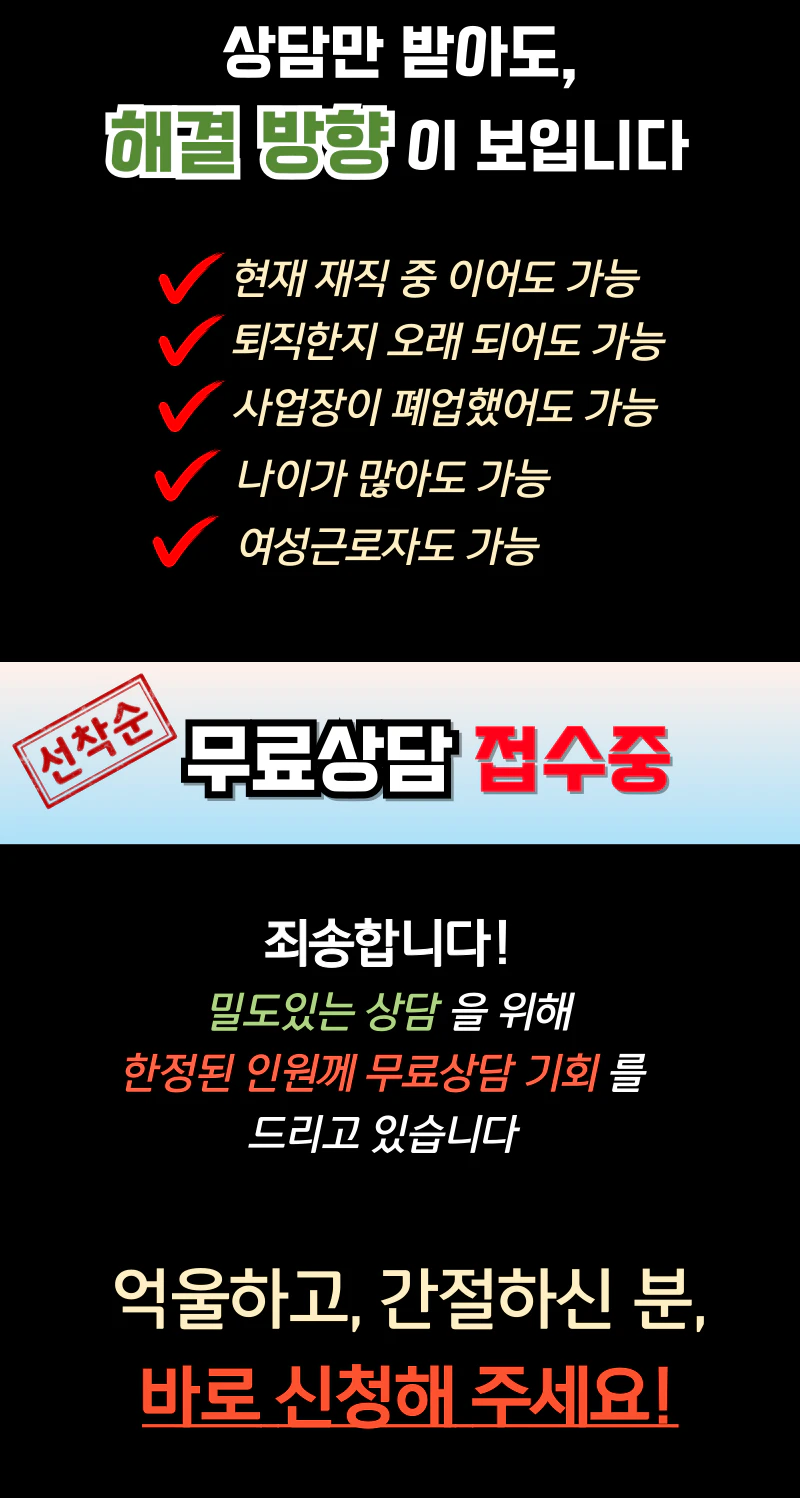 상담만 받아도,
해결 방향 이 보입니다
현재 재직 중 이어도 가능
퇴직한지 오래 되어도 가능
사업장이 폐업했어도 가능
나이가 많아도 가능
여성근로자도 가능
선착순
무료상담 접수중
죄송합니다!
밀도있는 상담 을 위해
한정된 인원께 무료상담 기회 를
드리고 있습니다
억울하고, 간절하신 분,
바로 신청해 주세요!